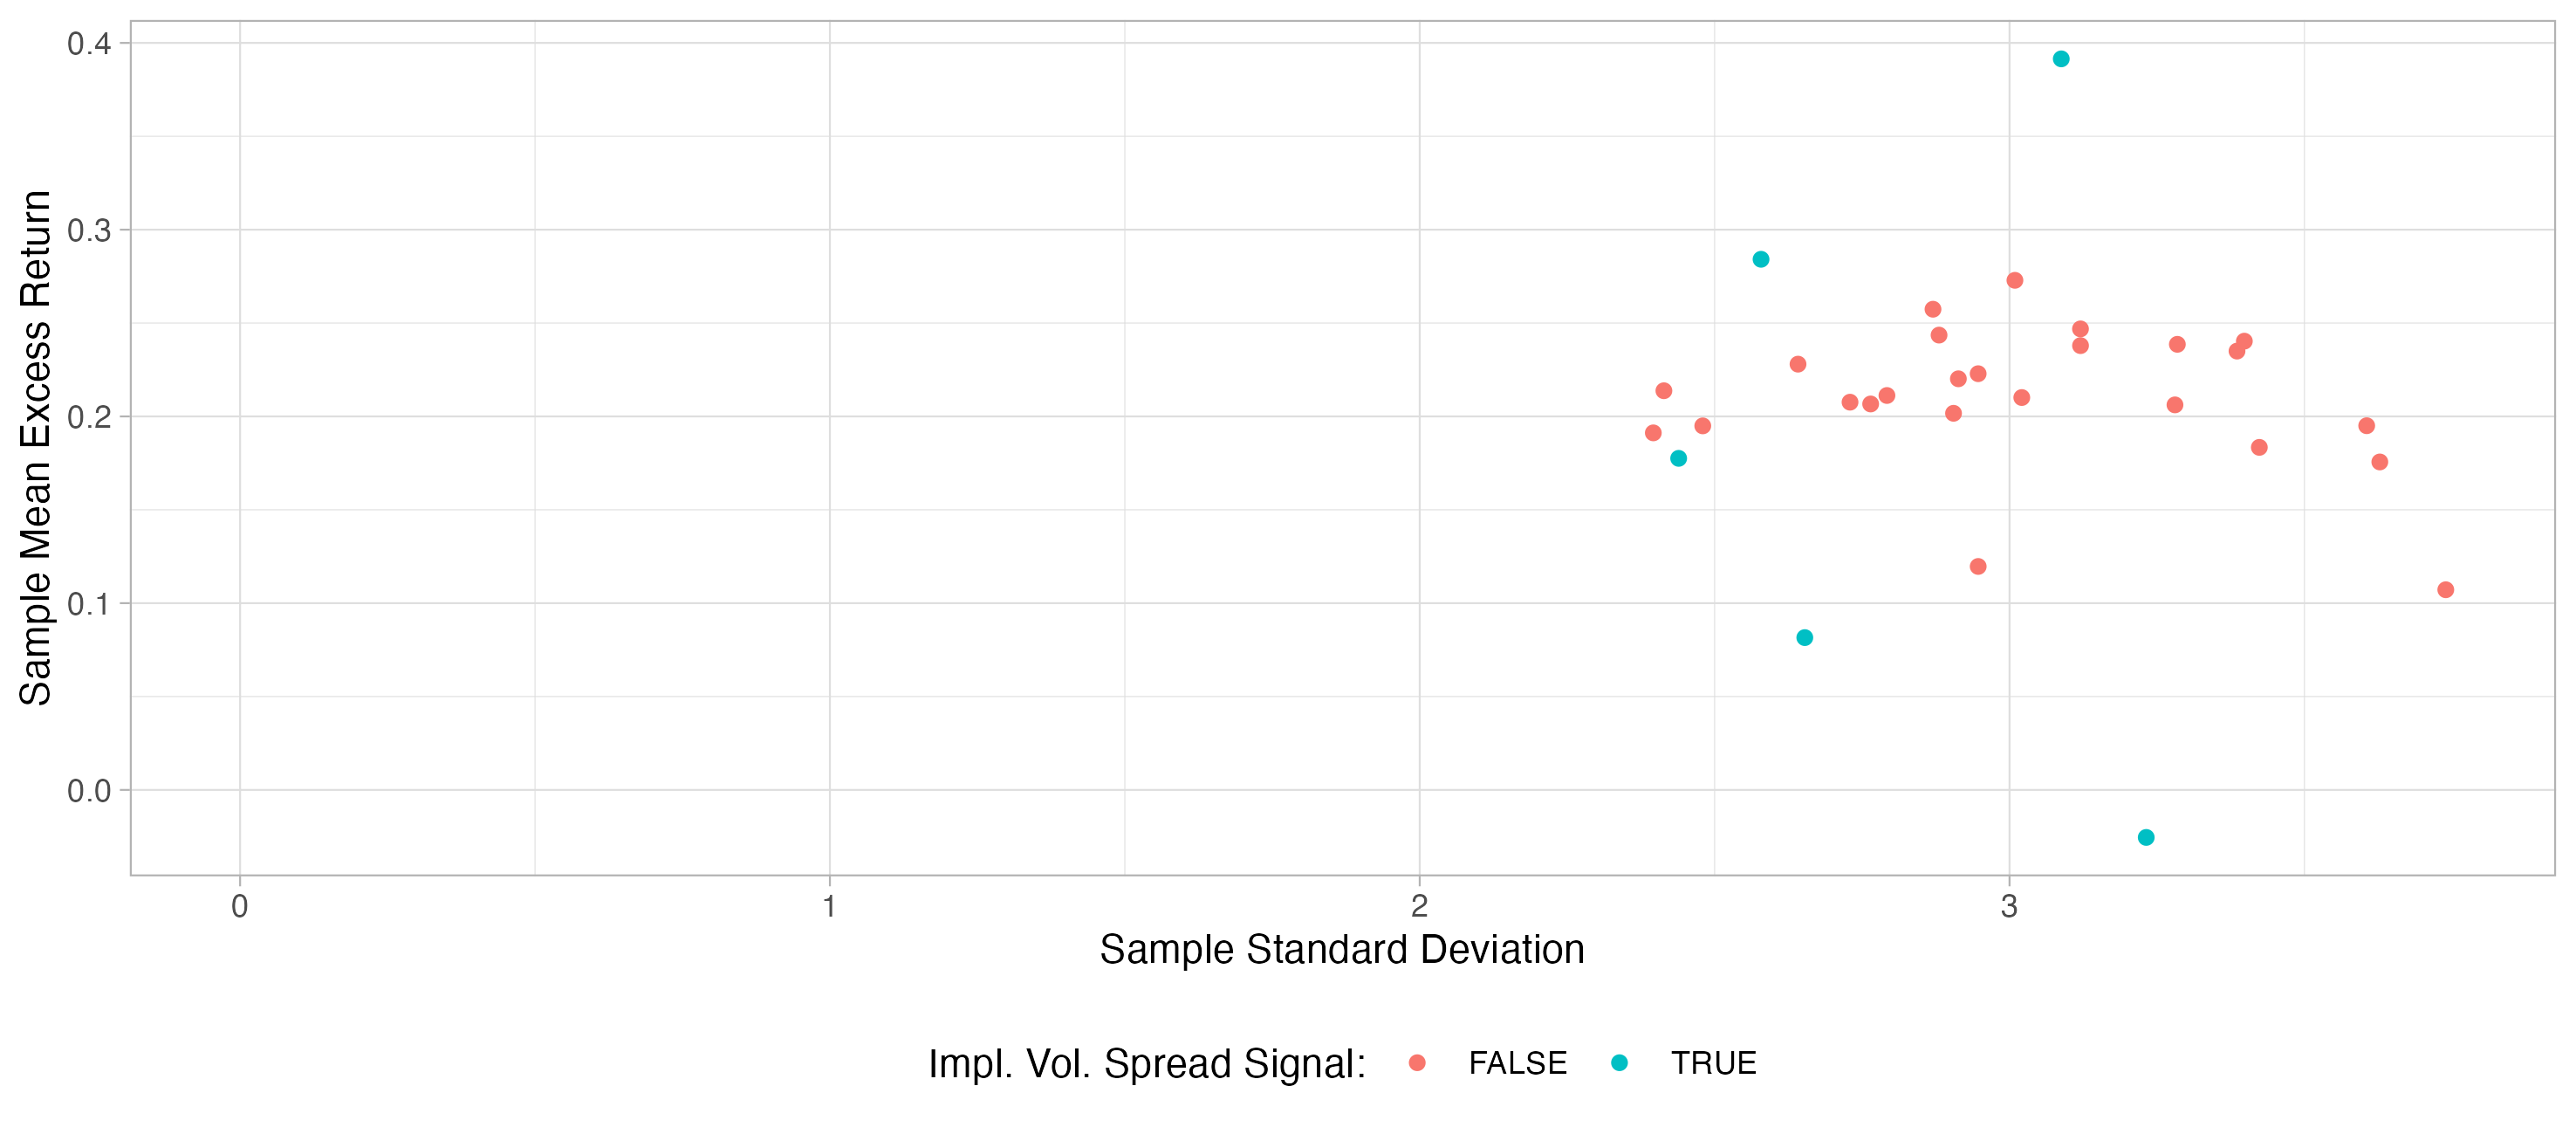 Sample Mean Excess Return
0.4
0.3
0.2
0.1
0.0
0 1 2 3
Sample Standard Deviation
Impl. Vol. Spread Signal: FALSE TRUE